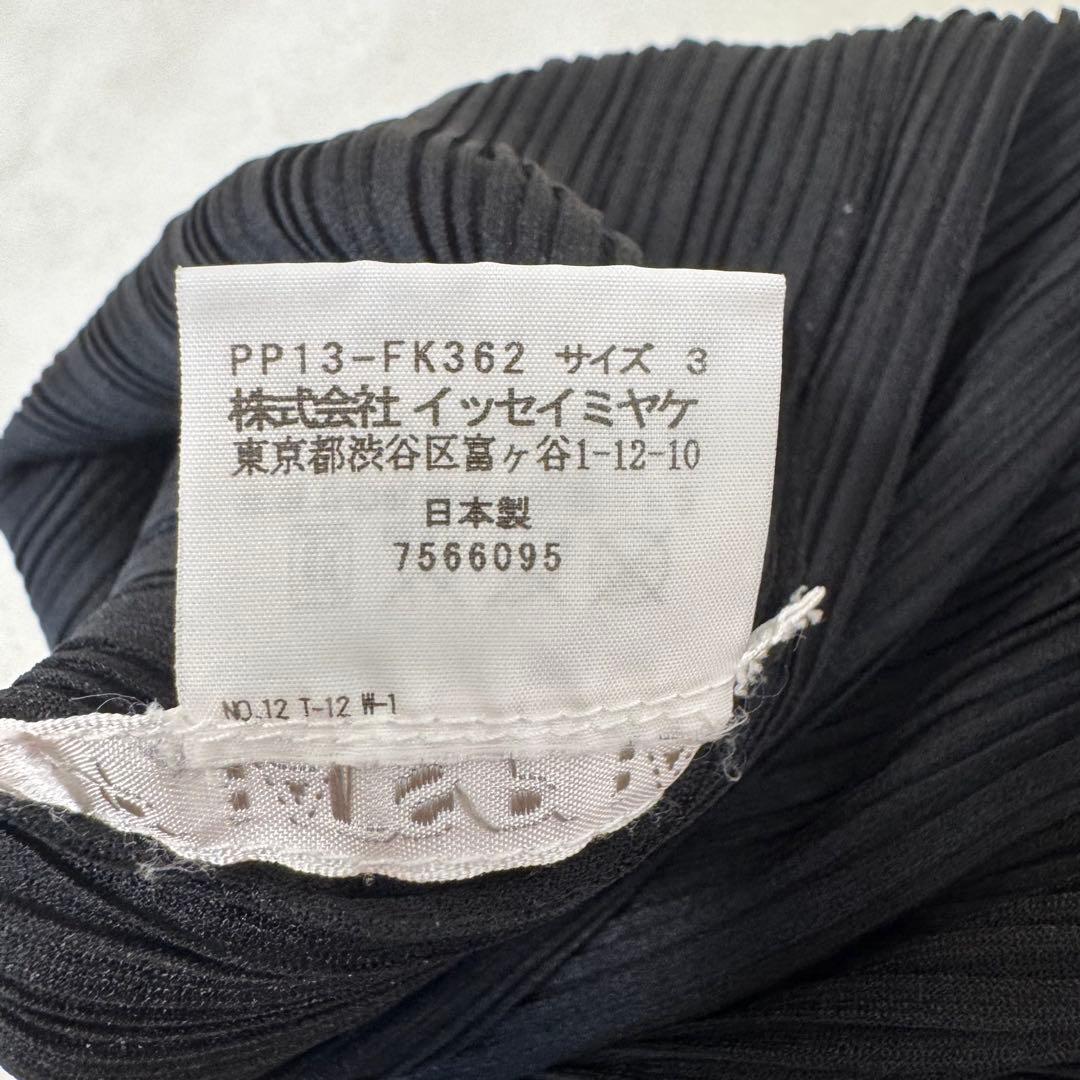 PP13-FK362 サイズ 3
株式会社 イッセイミヤケ
東京都渋谷区富ヶ谷1-12-10
日本製
7566095
NO.12 T-12 W-1